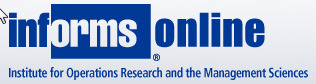 informs online ®
Institute for Operations Research and the Management Sciences